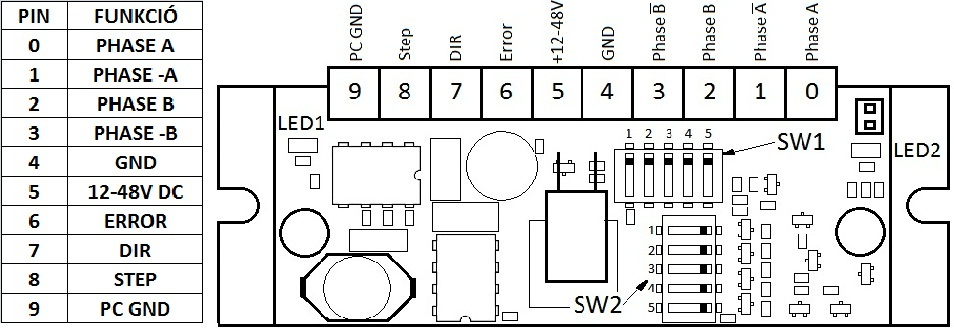 PIN FUNKCIÓ
0 PHASE A
1 PHASE -A
2 PHASE B
3 PHASE -B
4 GND
5 12-48V DC
6 ERROR
7 DIR
8 STEP
9 PC GND
PC GND
Step
DIR
Error
+12-48V
GND
Phase B̅
Phase B
Phase A̅
Phase A
9 8 7 6 5 4 3 2 1 0
LED1
1 2 3 4 5
SW1
LED2
1
2
3
4
5
SW2